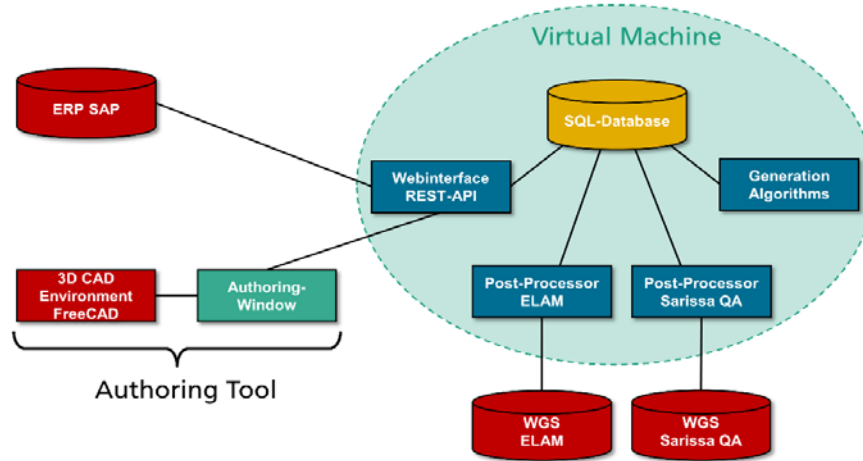 Virtual Machine
ERP SAP
SQL-Database
Webinterface
REST-API
Generation
Algorithms
3D CAD
Environment
FreeCAD
Authoring-
Window
Post-Processor
ELAM
Post-Processor
Sarissa QA
Authoring Tool
WGS
ELAM
WGS
Sarissa QA